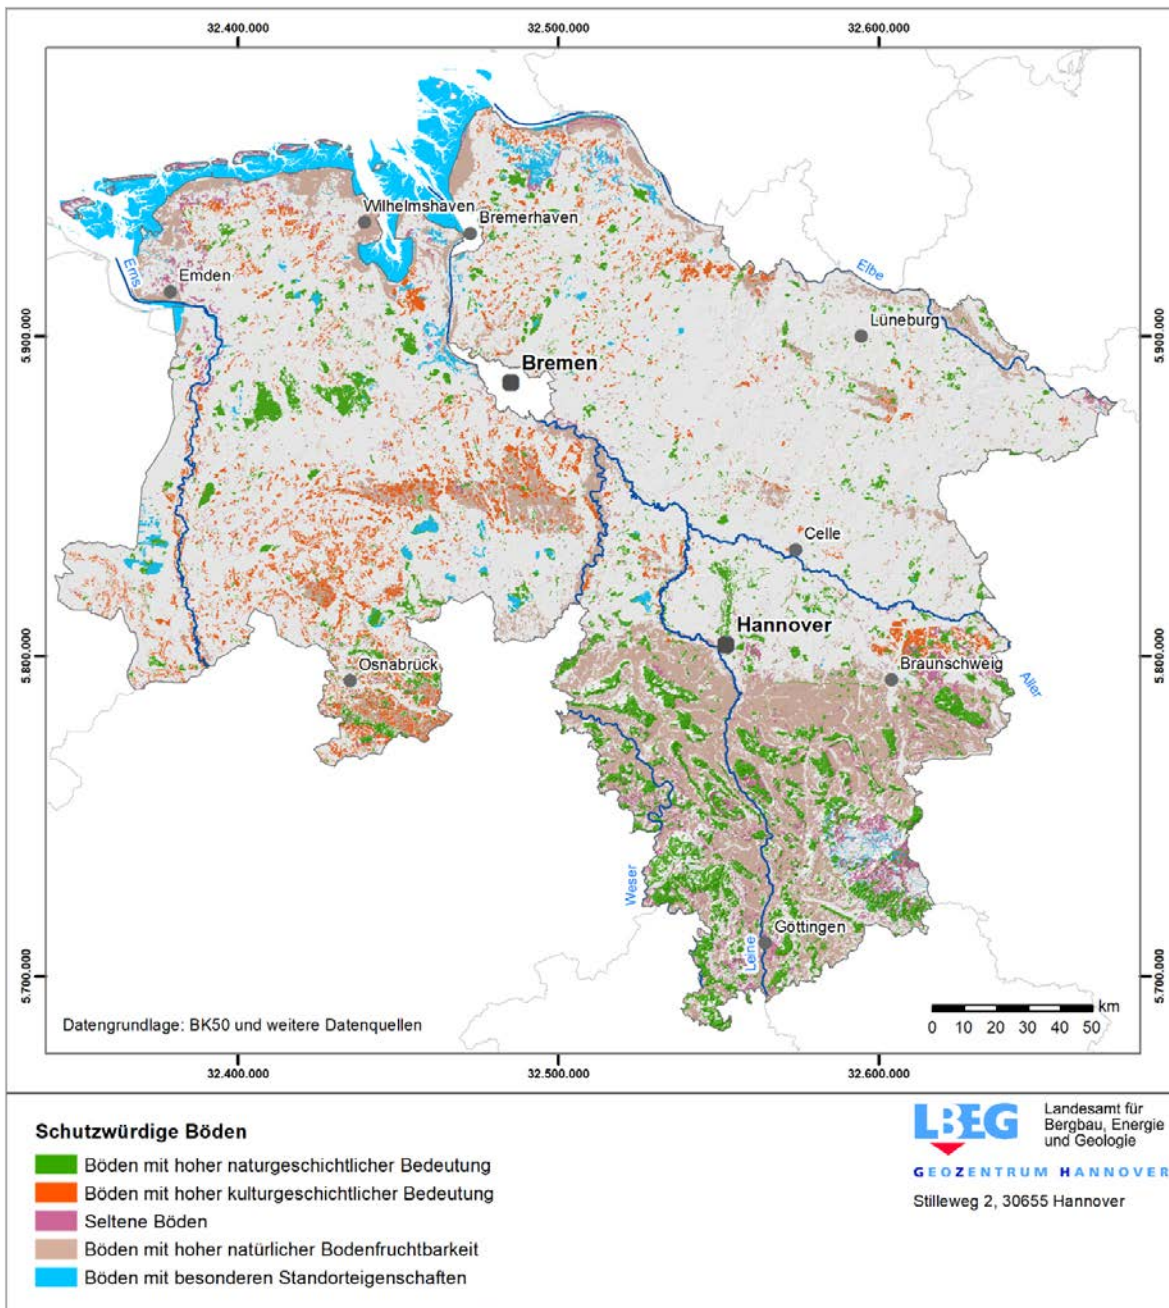 32.400.000 32.500.000 32.600.000
Wilhelmshaven
Bremerhaven
Ems
Emden
Elbe
Lüneburg
5.900.000 5.900.000
Bremen
Celle
Hannover
5.800.000 5.800.000
Osnabrück
Braunschweig
Aller
Weser
Göttingen
Leine
5.700.000 5.700.000
km
0 10 20 30 40 50
Datengrundlage: BK50 und weitere Datenquellen
32.400.000 32.500.000 32.600.000
Schutzwürdige Böden
Böden mit hoher naturgeschichtlicher Bedeutung
Böden mit hoher kulturgeschichtlicher Bedeutung
Seltene Böden
Böden mit hoher natürlicher Bodenfruchtbarkeit
Böden mit besonderen Standorteigenschaften
LBEG
Landesamt für
Bergbau, Energie
und Geologie
GEOZENTRUM HANNOVER
Stilleweg 2, 30655 Hannover